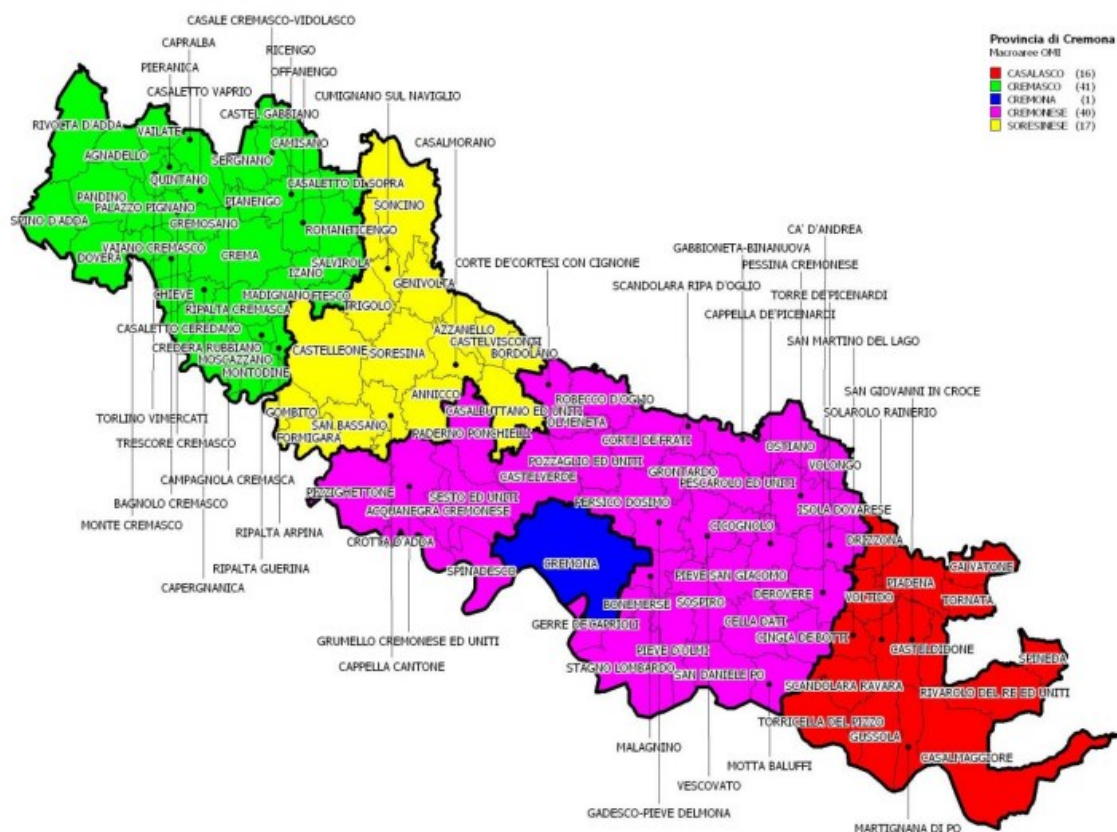 Provincia di Cremona
Macroaree OMI
CASALASCO (16)
CREMASCO (41)
CREMONA (1)
CREMONESE (40)
SORESINESE (17)
CASALE CREMASCO-VIDOLASCO
CAPRALBA
RICENGO
PIERANICA
OFFANENGO
CASALETTO VAPRIO
CUMIGNANO SUL NAVIGLIO
CASTEL GABBIANO
RIVOLTA D'ADDA
VAILATE
CAMISANO
CASALMORANO
AGNADELLO
SERGNANO
QUINTANO
CASALETTO DI SOPRA
PANDINO
PIANENGO
SONCINO
PALAZZO PIGNANO
SPINO D'ADDA
CREMOSANO
ROMANENGO
TICENGO
CA' D'ANDREA
VAIANO CREMASCO
GABBIONETA-BINANUOVA
DOVERA
CREMA
SALVIROLA
CORTE DE'CORTESI CON CIGNONE
PESSINA CREMONESE
IZANO
GENIVOLTA
SCANDOLARA RIPA D'OGLIO
CHIEVE
MADIGNANO
FIESCO
TORRE DE'PICENARDI
RIPALTA CREMASCA
TRIGOLO
CAPPELLA DE'PICENARDI
CASALETTO CEREDANO
AZZANELLO
SAN MARTINO DEL LAGO
CREDERA RUBBIANO
CASTELLEONE
SORESINA
CASTELVISCONTI
MOSCAZZANO
BORDOLANO
MONTODINE
SAN GIOVANNI IN CROCE
ANNICCO
ROBECCO D'OGLIO
GOMBITO
CASALBUTTANO ED UNITI
SOLAROLO RAINERIO
TORLINO VIMERCATI
SAN BASSANO
OLMENETA
FORMIGARA
PADERNO PONCHIELLI
CORTE DE'FRATI
TRESCORE CREMASCO
OSTIANO
POZZAGLIO ED UNITI
VOLONGO
CAMPAGNOLA CREMASCA
CASTELVERDE
GRONTARDO
PESCAROLO ED UNITI
PIZZIGHETTONE
SESTO ED UNITI
BAGNOLO CREMASCO
PERSICO DOSIMO
ISOLA DOVARESE
ACQUANEGRA CREMONESE
MONTE CREMASCO
CICOGNOLO
RIPALTA ARPINA
CROTTA D'ADDA
DRIZZONA
CREMONA
CALVATONE
RIPALTA GUERINA
SPINADESCO
PIEVE SAN GIACOMO
PIADENA
CAPERGNANICA
DEROVERE
VOLTIDO
TORNATA
BONEMERSE
SOSPIRO
GERRE DE'CAPRIOLI
CELLA DATI
GRUMELLO CREMONESE ED UNITI
CINGIA DE'BOTTI
PIEVE D'OLMI
CASTELDIDONE
CAPPELLA CANTONE
STAGNO LOMBARDO
SPINEDA
SAN DANIELE PO
SCANDOLARA RAVARA
RIVAROLO DEL RE ED UNITI
TORRICELLA DEL PIZZO
GUSSOLA
MALAGNINO
CASALMAGGIORE
MOTTA BALUFFI
VESCOVATO
GADESCO-PIEVE DELMONA
MARTIGNANA DI PO